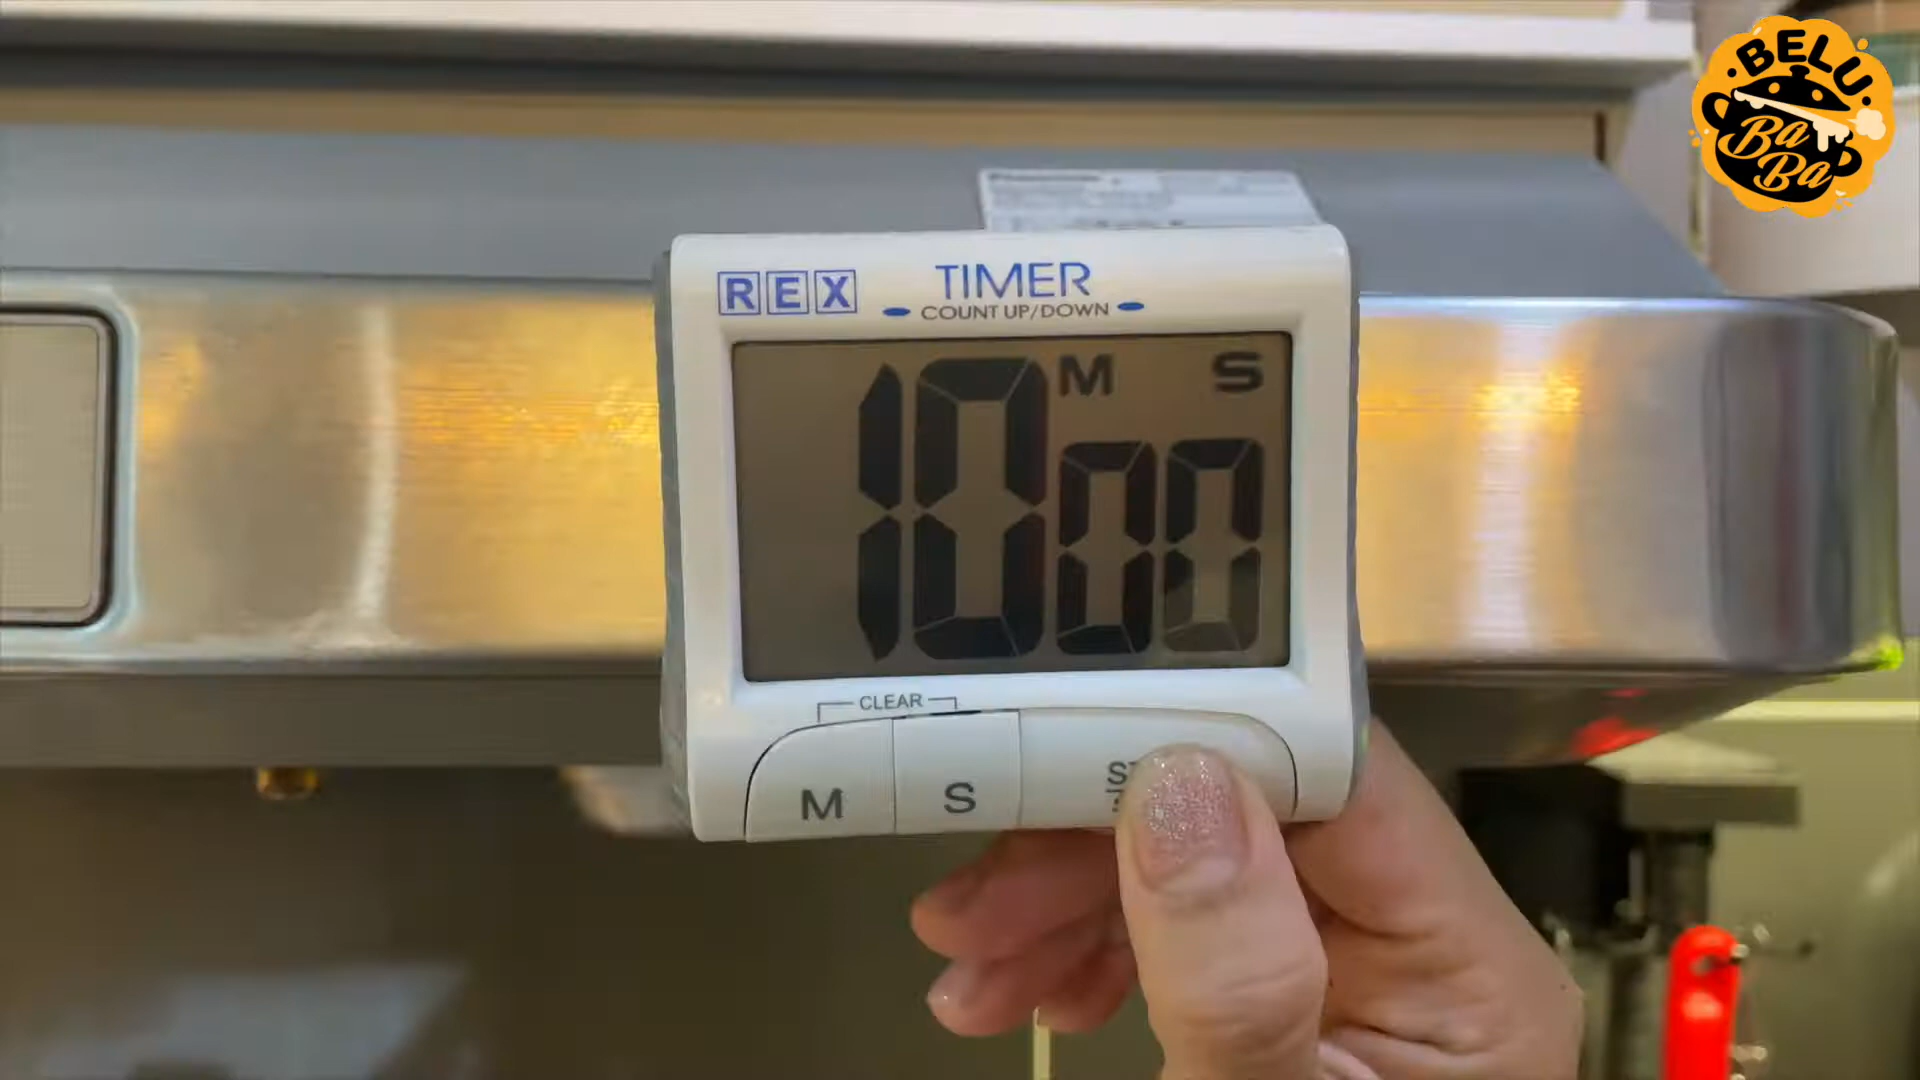 BELU
Ba
Ba
REX
TIMER
COUNT UP/DOWN
M S
10 00
CLEAR
M S